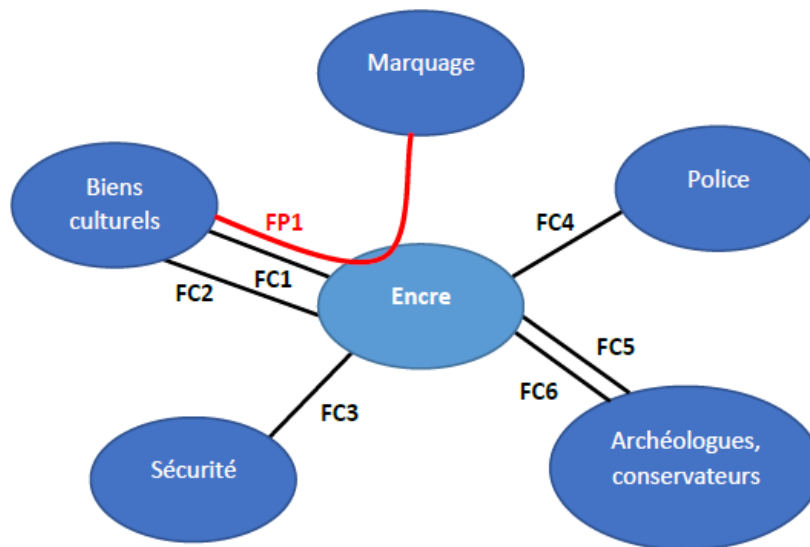 Marquage
Biens
culturels
Police
FP1
FC4
FC1
FC2
Encre
FC5
FC6
FC3
Sécurité
Archéologues,
conservateurs